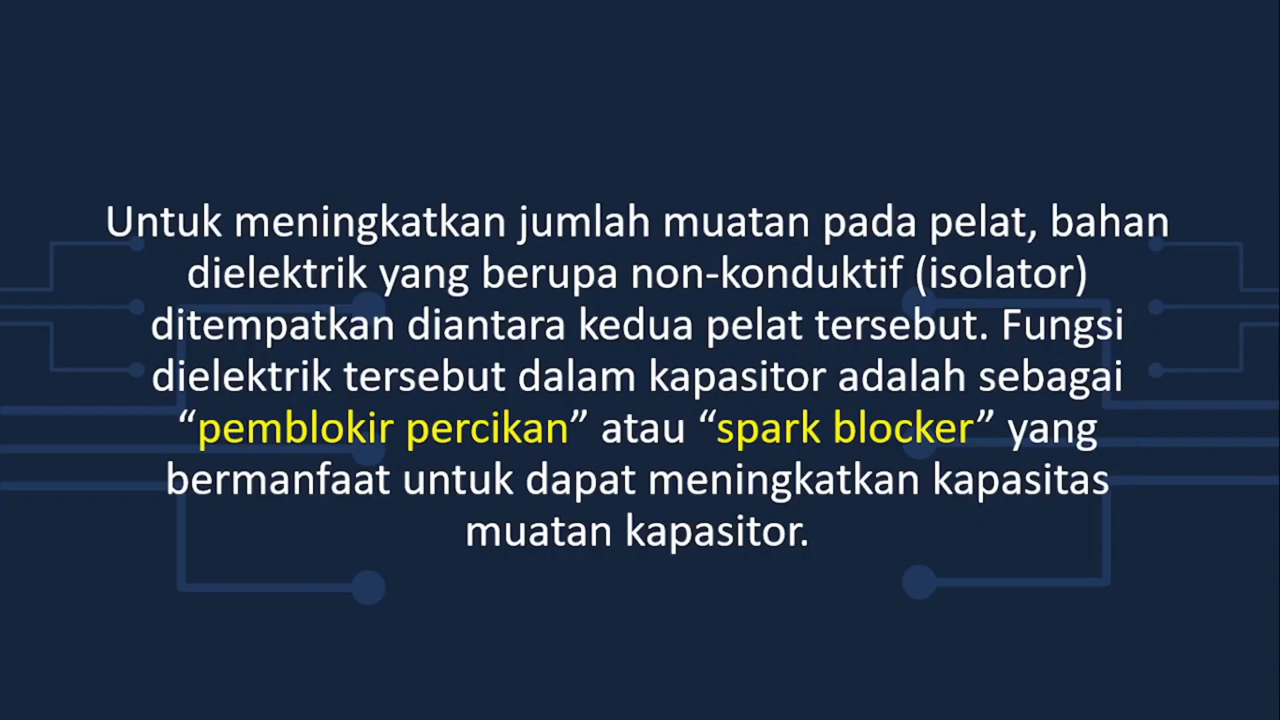 Untuk meningkatkan jumlah muatan pada pelat, bahan
dielektrik yang berupa non-konduktif (isolator)
ditempatkan diantara kedua pelat tersebut. Fungsi
dielektrik tersebut dalam kapasitor adalah sebagai
“pemblokir percikan” atau “spark blocker” yang
bermanfaat untuk dapat meningkatkan kapasitas
muatan kapasitor.